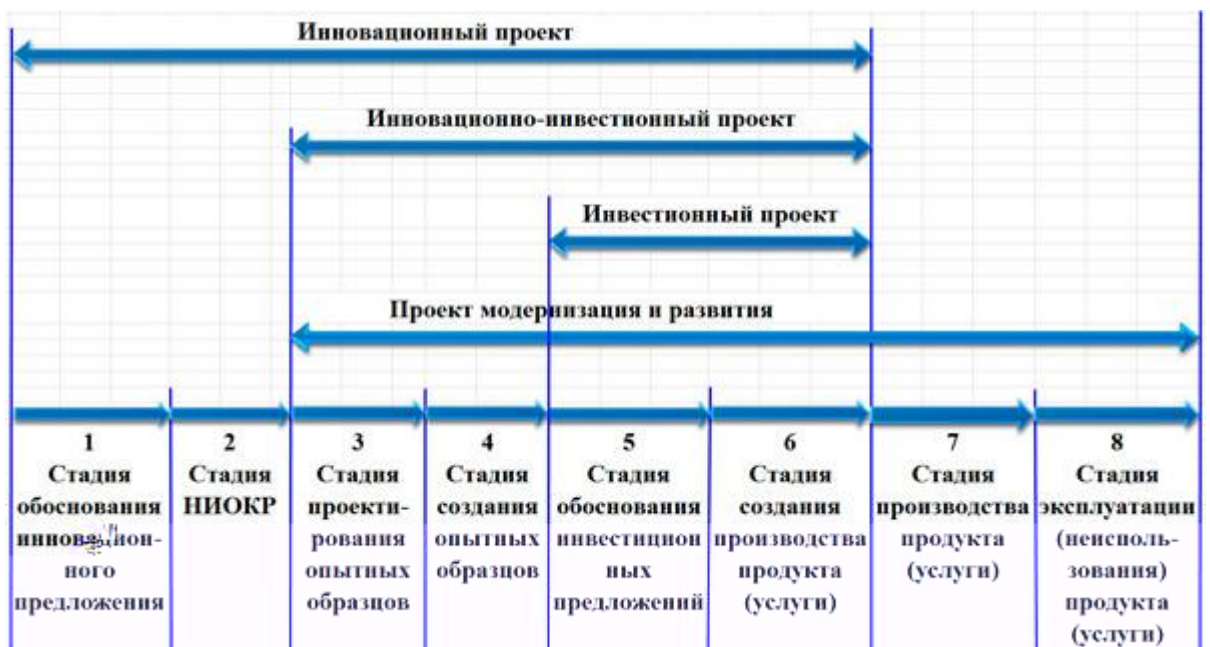 Инновационный проект
Инновационно-инвестионный проект
Инвестионный проект
Проект модернизация и развития
1
Стадия
обоснования
инновацион-
ного
предложения
2
Стадия
НИОКР
3
Стадия
проекти-
рования
опытных
образцов
4
Стадия
создания
опытных
образцов
5
Стадия
обоснования
инвестицион
ных
предложений
6
Стадия
создания
производства
продукта
(услуги)
7
Стадия
производства
продукта
(услуги)
8
Стадия
эксплуатации
(неисполь-
зования)
продукта
(услуги)